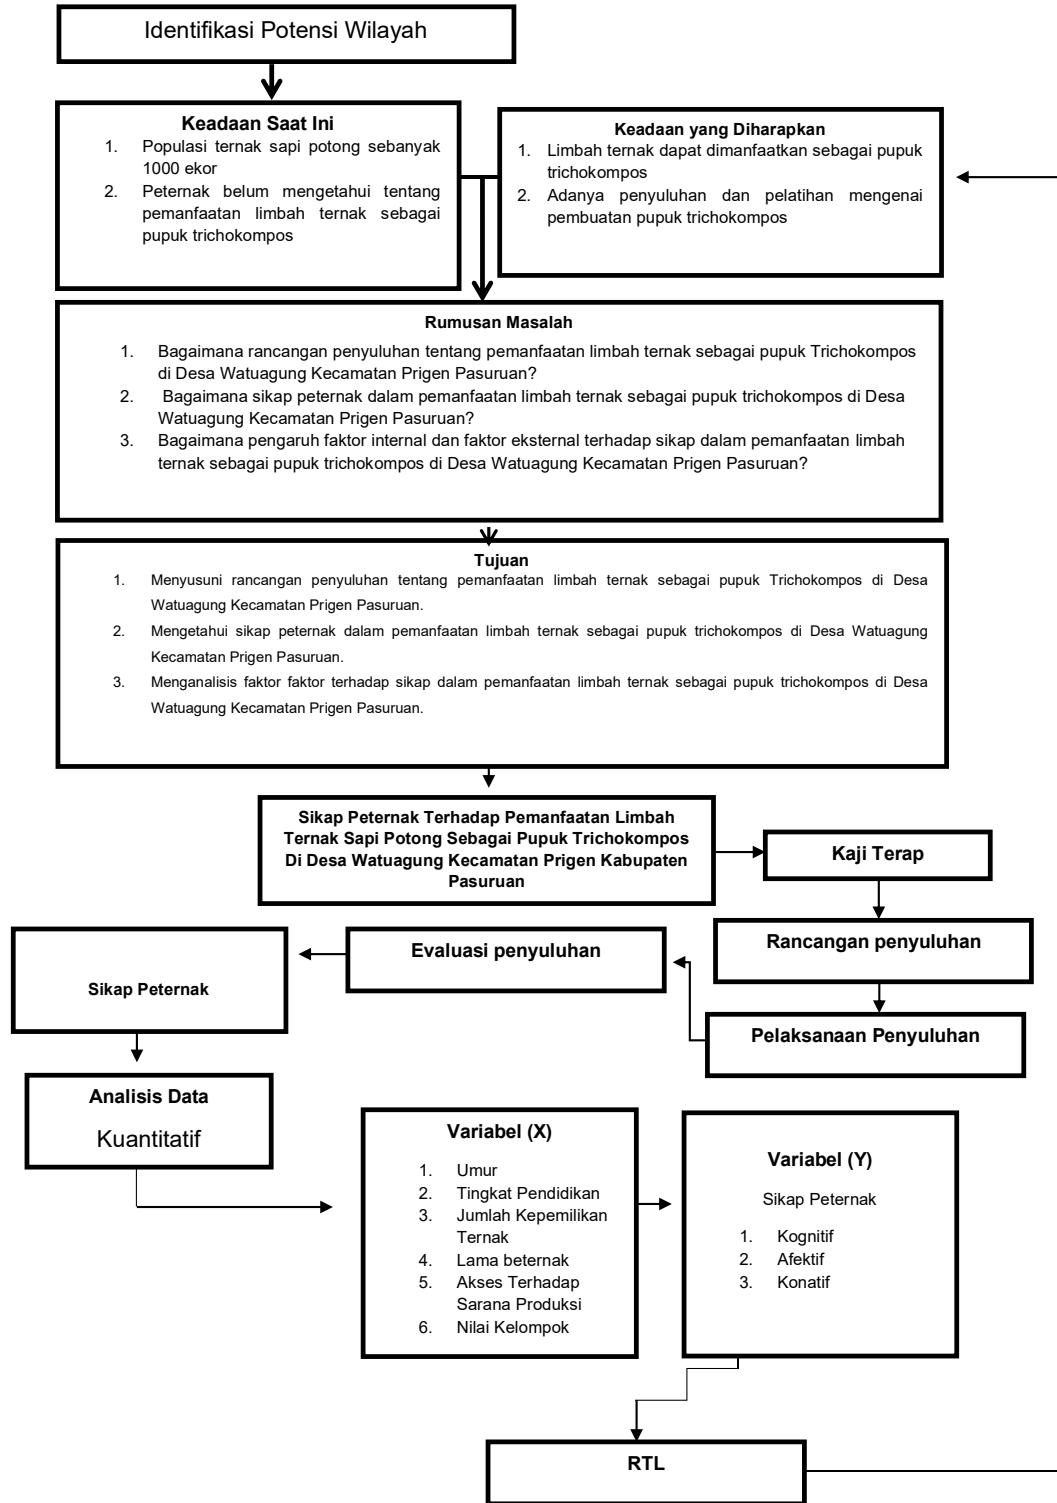 Identifikasi Potensi Wilayah
Keadaan Saat Ini
1. Populasi ternak sapi potong sebanyak
1000 ekor
2. Peternak belum mengetahui tentang
pemanfaatan limbah ternak sebagai
pupuk trichokompos
Keadaan yang Diharapkan
1. Limbah ternak dapat dimanfaatkan sebagai pupuk
trichokompos
2. Adanya penyuluhan dan pelatihan mengenai
pembuatan pupuk trichokompos
Rumusan Masalah
1. Bagaimana rancangan penyuluhan tentang pemanfaatan limbah ternak sebagai pupuk Trichokompos
di Desa Watuagung Kecamatan Prigen Pasuruan?
2. Bagaimana sikap peternak dalam pemanfaatan limbah ternak sebagai pupuk trichokompos di Desa
Watuagung Kecamatan Prigen Pasuruan?
3. Bagaimana pengaruh faktor internal dan faktor eksternal terhadap sikap dalam pemanfaatan limbah
ternak sebagai pupuk trichokompos di Desa Watuagung Kecamatan Prigen Pasuruan?
Tujuan
1. Menyusuni rancangan penyuluhan tentang pemanfaatan limbah ternak sebagai pupuk Trichokompos di Desa
Watuagung Kecamatan Prigen Pasuruan.
2. Mengetahui sikap peternak dalam pemanfaatan limbah ternak sebagai pupuk trichokompos di Desa Watuagung
Kecamatan Prigen Pasuruan.
3. Menganalisis faktor faktor terhadap sikap dalam pemanfaatan limbah ternak sebagai pupuk trichokompos di Desa
Watuagung Kecamatan Prigen Pasuruan.
Sikap Peternak Terhadap Pemanfaatan Limbah
Ternak Sapi Potong Sebagai Pupuk Trichokompos
Di Desa Watuagung Kecamatan Prigen Kabupaten
Pasuruan
Kaji Terap
Rancangan penyuluhan
Pelaksanaan Penyuluhan
Evaluasi penyuluhan
Sikap Peternak
Analisis Data
Kuantitatif
Variabel (X)
1. Umur
2. Tingkat Pendidikan
3. Jumlah Kepemilikan
Ternak
4. Lama beternak
5. Akses Terhadap
Sarana Produksi
6. Nilai Kelompok
Variabel (Y)
Sikap Peternak
1. Kognitif
2. Afektif
3. Konatif
RTL